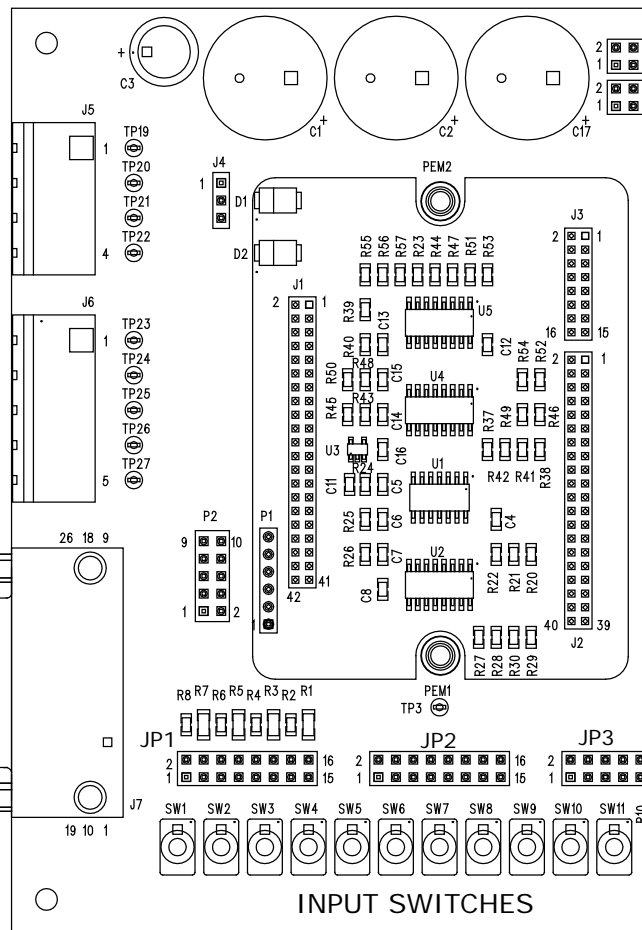 +
C3
C1
+
C2
+
C17
+
2
1
2
1
J5
1
4
TP19
TP20
TP21
TP22
J4
1
D1
D2
PEM2
J3
2 1
16 15
R55 R56 R57 R23 R44 R47 R51 R53
J1
2 1
R39
C13
U5
R40
C12
R48
C15
R50
R54 R52
2 1
J6
1
5
TP23
TP24
TP25
TP26
TP27
R45
R43
C14
U4
R37
R49
R46
U3
C16
R42 R41 R38
R24
C11
C5
U1
R25
C6
C4
R26
C7
U2
R22 R21 R20
C8
41
42
26 18 9
P2
9 10
1 2
P1
1
40 39
J2
R27 R28 R30 R29
PEM1
TP3
R8 R7 R6 R5 R4 R3 R2 R1
JP1
2 16
1 15
JP2
2 16
1 15
JP3
2
1
J7
19 10 1
R10
SW1 SW2 SW3 SW4 SW5 SW6 SW7 SW8 SW9 SW10 SW11
INPUT SWITCHES